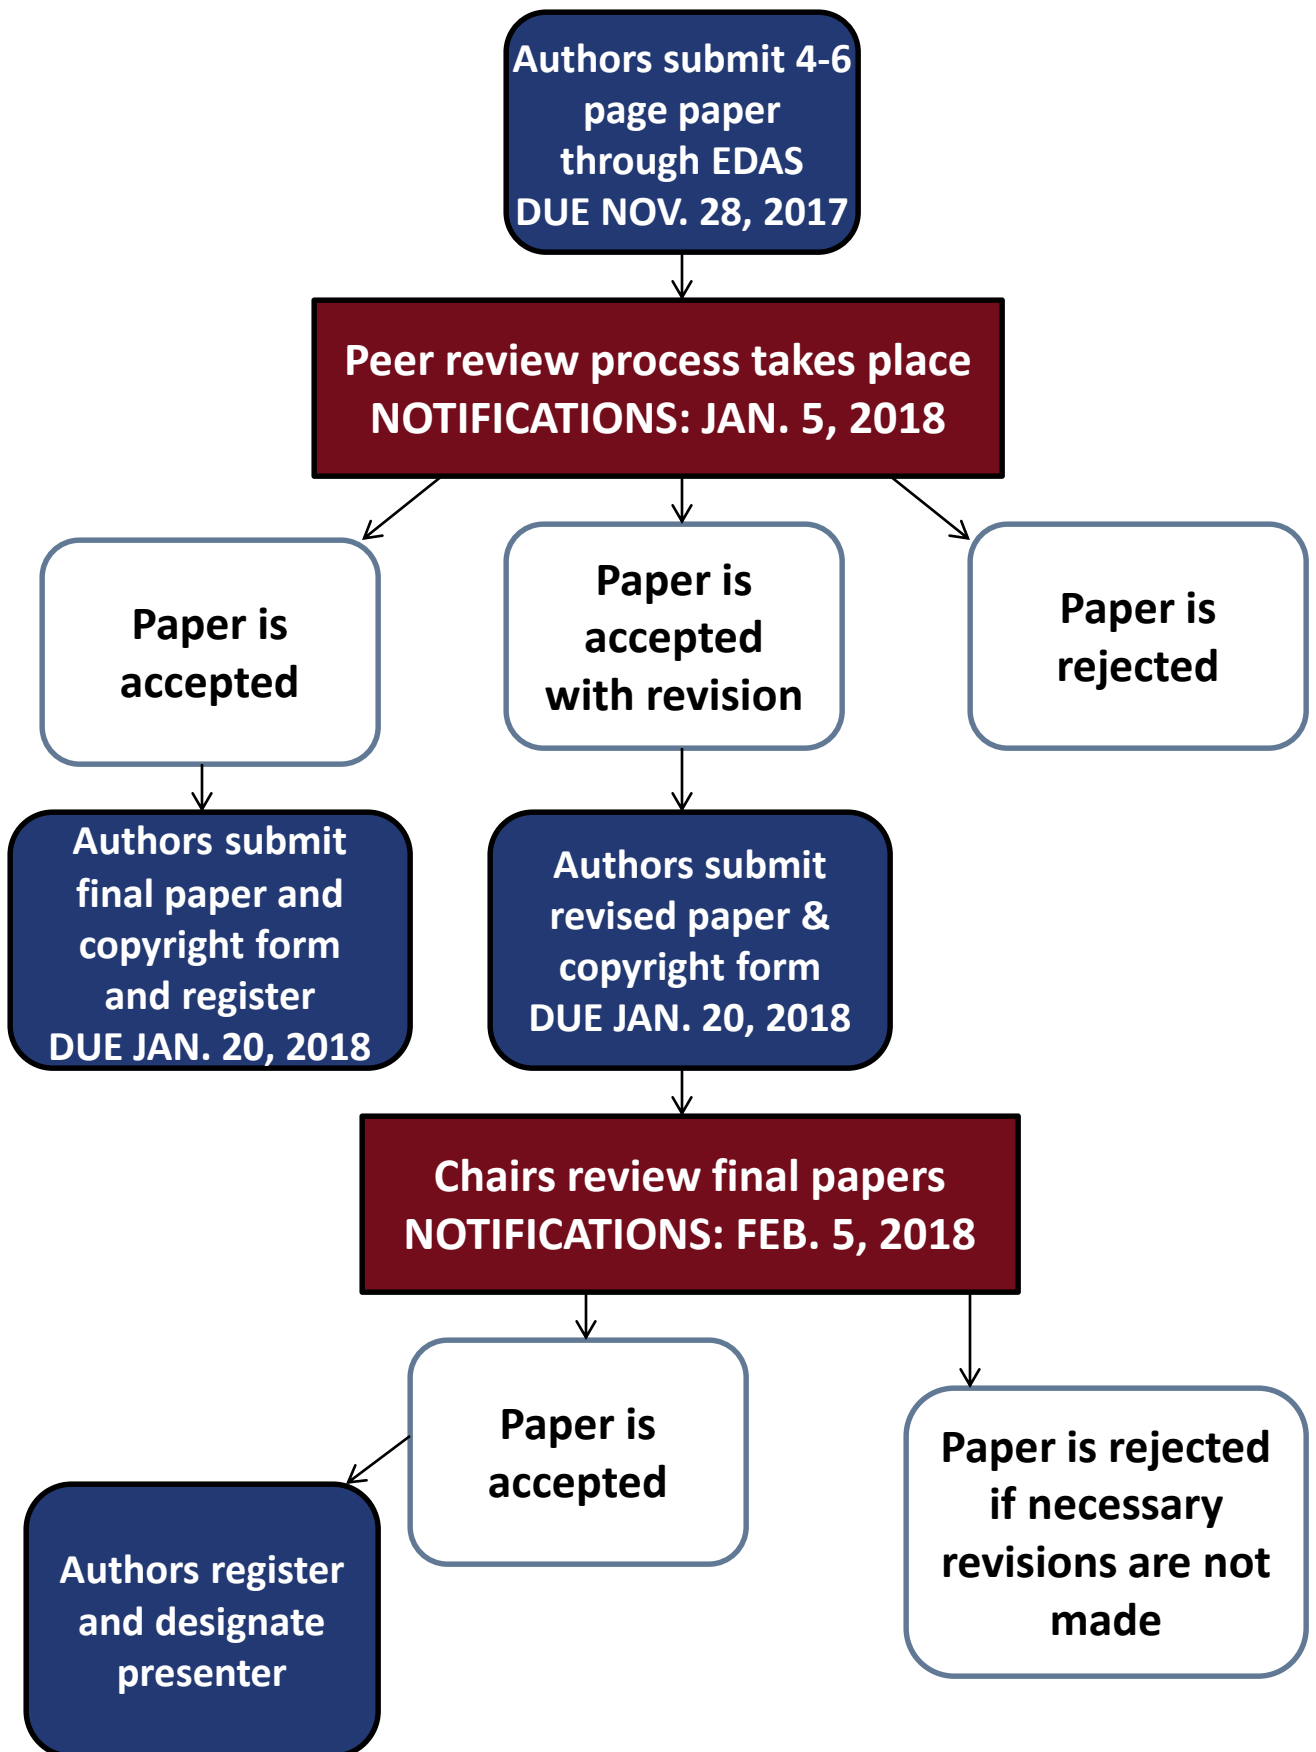 Authors submit 4-6
page paper
through EDAS
DUE NOV. 28, 2017
Peer review process takes place
NOTIFICATIONS: JAN. 5, 2018
Paper is
accepted
Paper is
accepted
with revision
Paper is
rejected
Authors submit
final paper and
copyright form
and register
DUE JAN. 20, 2018
Authors submit
revised paper &
copyright form
DUE JAN. 20, 2018
Chairs review final papers
NOTIFICATIONS: FEB. 5, 2018
Paper is
accepted
Paper is rejected
if necessary
revisions are not
made
Authors register
and designate
presenter